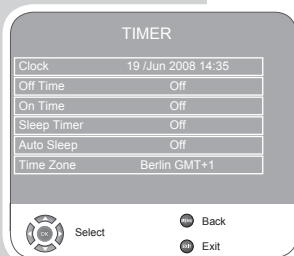 TIMER
Clock 19 /Jun 2008 14:35
Off Time Off
On Time Off
Sleep Timer Off
Auto Sleep Off
Time Zone Berlin GMT+1
OK Select
MENU Back
EXIT Exit